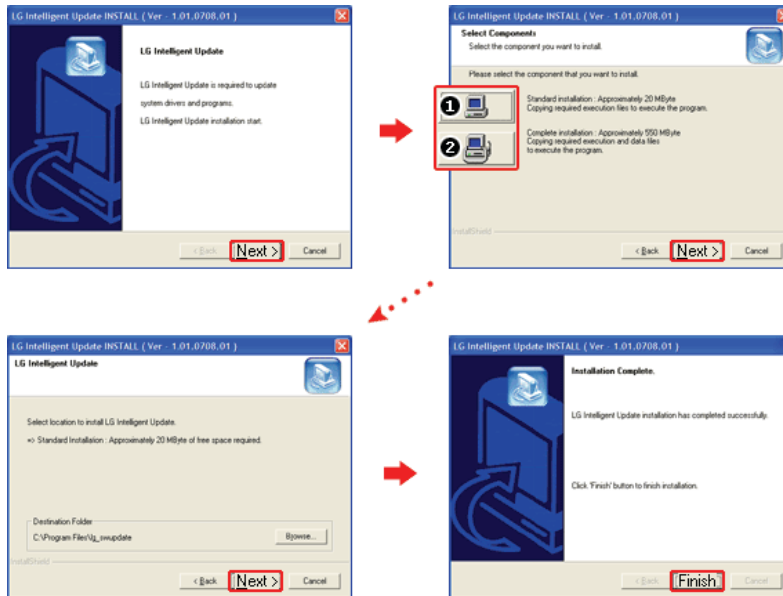 LG Intelligent Update INSTALL ( Ver - 1.01.0708.01 )
LG Intelligent Update
LG Intelligent Update is required to update
system drivers and programs.
LG Intelligent Update installation start.
< Back
Next >
Cancel
LG Intelligent Update INSTALL ( Ver - 1.01.0708.01 )
Select Components
Select the component you want to install.
Please select the component that you want to install.
1
Standard installation : Approximately 20 MByte
Copying required execution files to execute the program.
2
Complete installation : Approximately 550 MByte
Copying required execution and data files
to execute the program.
InstallShield
< Back
Next >
Cancel
LG Intelligent Update INSTALL ( Ver - 1.01.0708.01 )
LG Intelligent Update
Select location to install LG Intelligent Update.
=> Standard Installation : Approximately 20 MByte of free space required.
Destination Folder
C:\Program Files\lg_swupdate
Browse...
InstallShield
< Back
Next >
Cancel
LG Intelligent Update INSTALL ( Ver - 1.01.0708.01 )
Installation Complete.
LG Intelligent Update installation has completed successfully.
Click 'Finish' button to finish installation.
< Back
Finish
Cancel